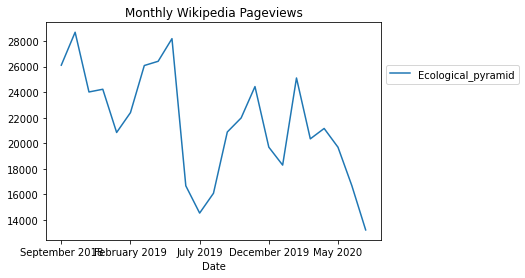 Monthly Wikipedia Pageviews
28000
26000
24000
22000
20000
18000
16000
14000
Ecological_pyramid
September 2018 February 2019 July 2019 December 2019 May 2020
Date